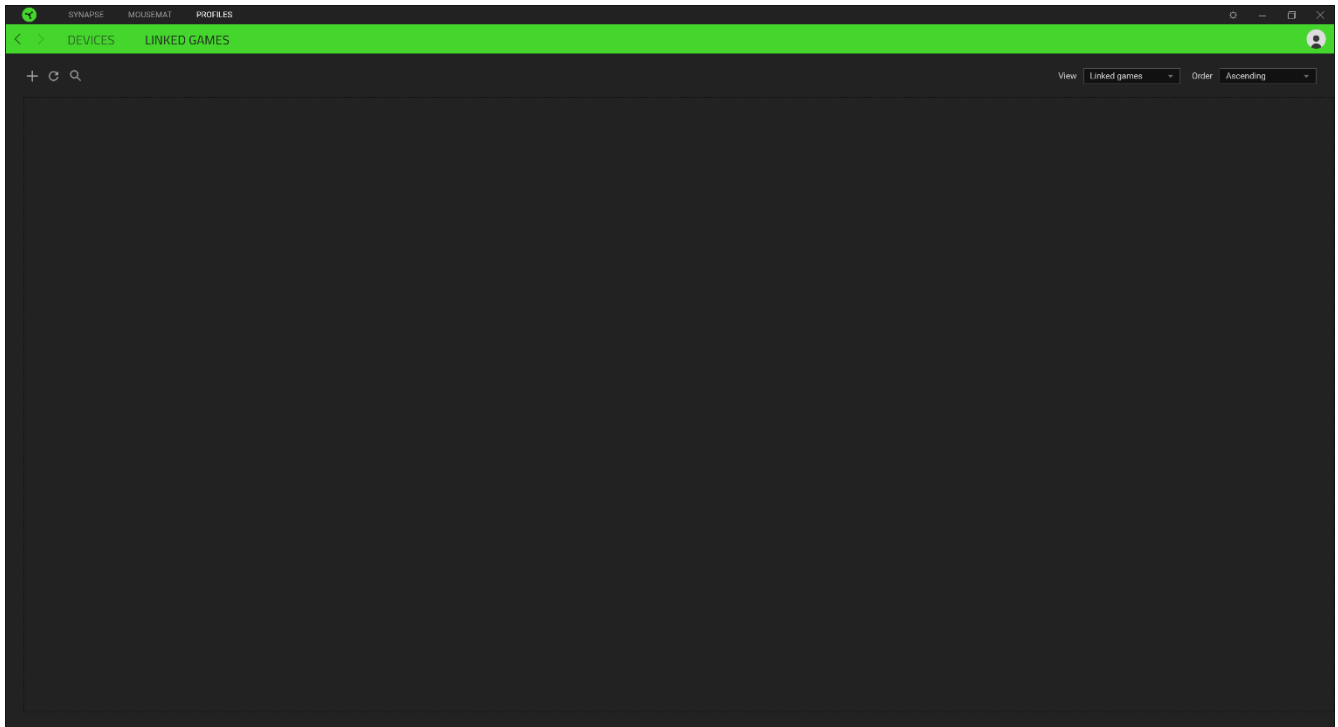 SYNAPSE MOUSEMAT PROFILES
DEVICES LINKED GAMES
View Linked games Order Ascending